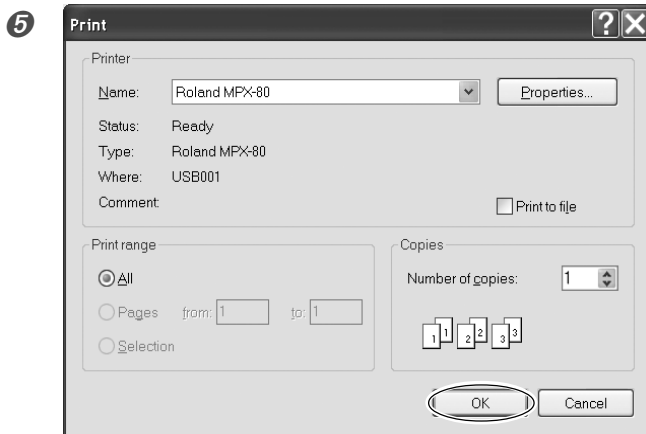 5
Print
Printer
Name: Roland MPX-80 Properties...
Status: Ready
Type: Roland MPX-80
Where: USB001
Comment:
Print to file
Print range
All
Pages from: 1 to: 1
Selection
Copies
Number of copies: 1
1 1 2 2 3 3
OK Cancel